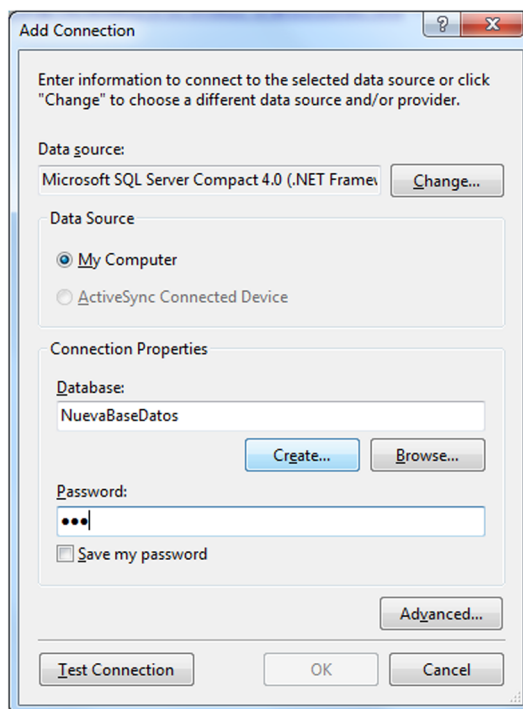 Add Connection
Enter information to connect to the selected data source or click
"Change" to choose a different data source and/or provider.
Data source:
Microsoft SQL Server Compact 4.0 (.NET Framew
Change...
Data Source
My Computer
ActiveSync Connected Device
Connection Properties
Database:
NuevaBaseDatos
Create...
Browse...
Password:
●●●
Save my password
Advanced...
Test Connection
OK
Cancel